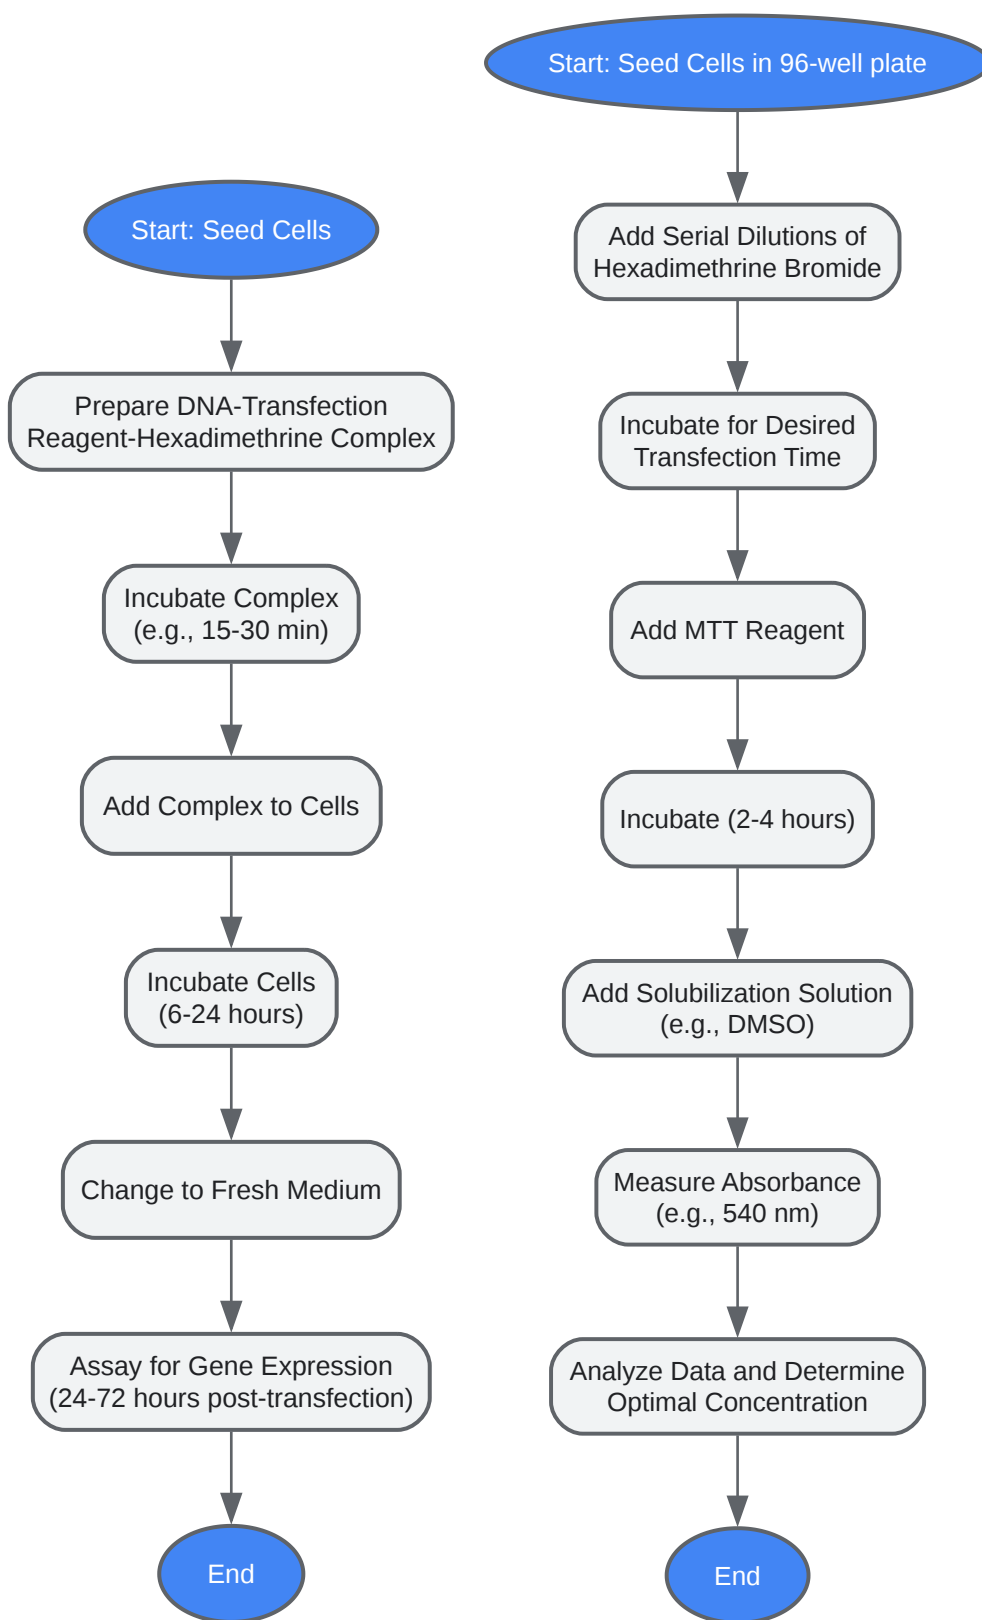 Start: Seed Cells
Prepare DNA-Transfection
Reagent-Hexadimethrine Complex
Incubate Complex
(e.g., 15-30 min)
Add Complex to Cells
Incubate Cells
(6-24 hours)
Change to Fresh Medium
Assay for Gene Expression
(24-72 hours post-transfection)
End
Start: Seed Cells in 96-well plate
Add Serial Dilutions of
Hexadimethrine Bromide
Incubate for Desired
Transfection Time
Add MTT Reagent
Incubate (2-4 hours)
Add Solubilization Solution
(e.g., DMSO)
Measure Absorbance
(e.g., 540 nm)
Analyze Data and Determine
Optimal Concentration
End